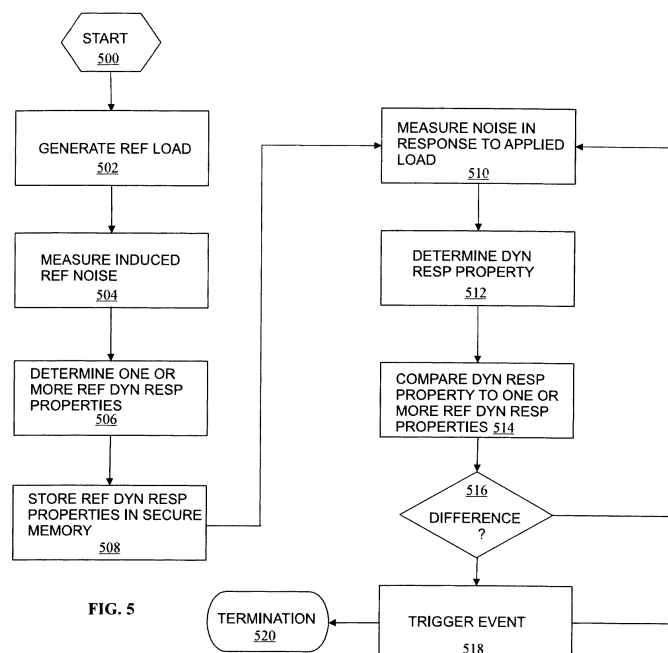 START
500
GENERATE REF LOAD
502
MEASURE INDUCED
REF NOISE
504
DETERMINE ONE OR
MORE REF DYN RESP
PROPERTIES
506
STORE REF DYN RESP
PROPERTIES IN SECURE
MEMORY
508
MEASURE NOISE IN
RESPONSE TO APPLIED
LOAD
510
DETERMINE DYN
RESP PROPERTY
512
COMPARE DYN RESP
PROPERTY TO ONE OR
MORE REF DYN RESP
PROPERTIES 514
516
DIFFERENCE
?
TRIGGER EVENT
518
TERMINATION
520
FIG. 5